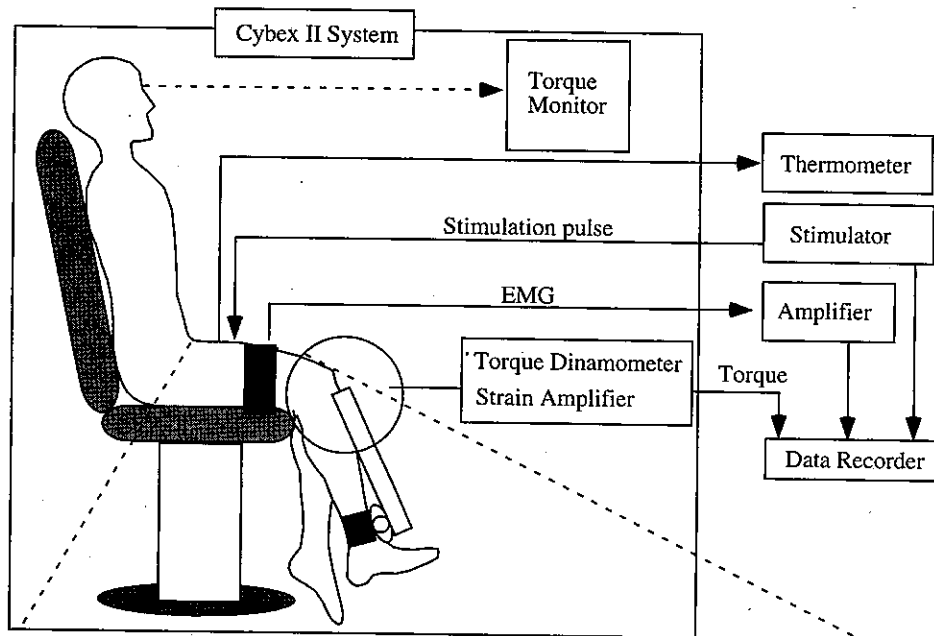 Cybex II System
Torque
Monitor
Thermometer
Stimulation pulse
Stimulator
EMG
Amplifier
Torque Dinamometer
Strain Amplifier
Torque
Data Recorder